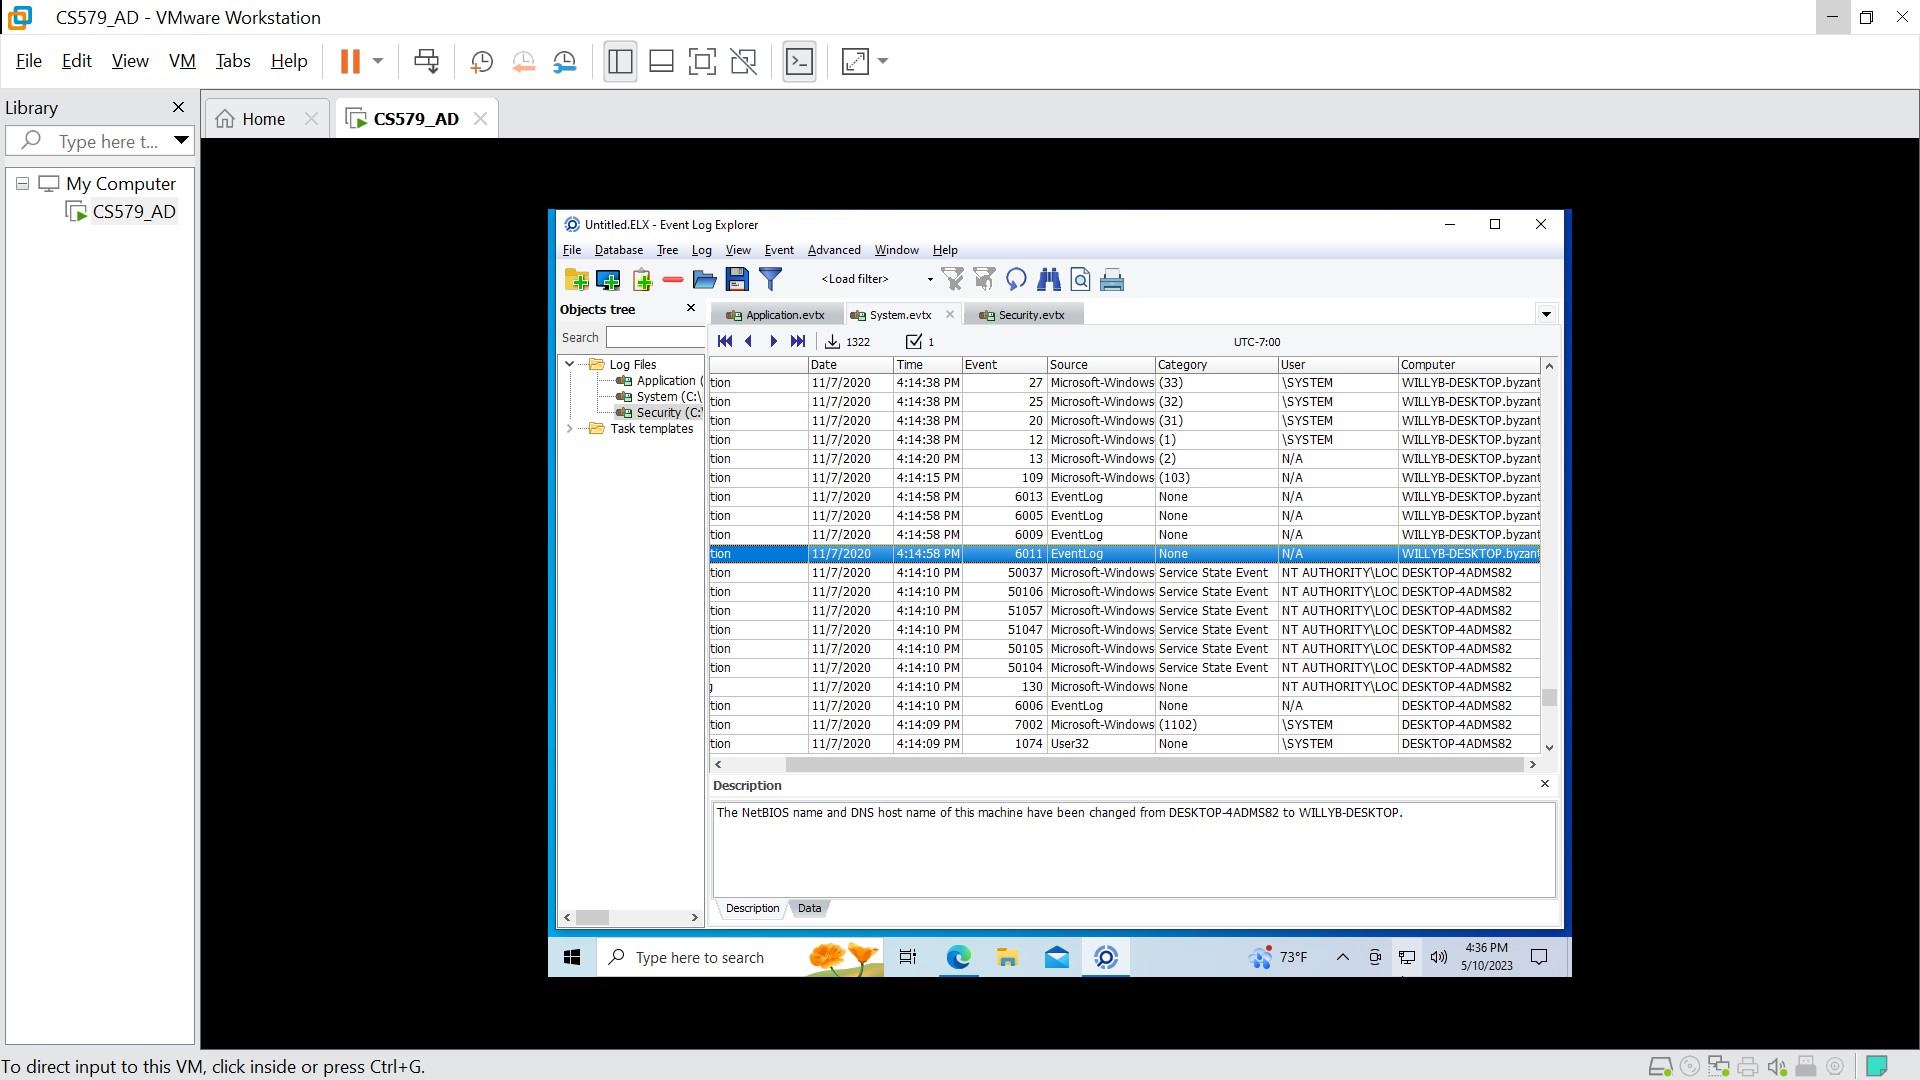 CS579_AD - VMware Workstation
File Edit View VM Tabs Help
Library
Type here t...
My Computer
CS579_AD
Home
CS579_AD
Untitled.ELX - Event Log Explorer
File Database Tree Log View Event Advanced Window Help
<Load filter>
Objects tree
Search
Log Files
Application (
System (C:\
Security (C:\
Task templates
Application.evtx System.evtx Security.evtx
1322 1 UTC-7:00
Date Time Event Source Category User Computer
tion 11/7/2020 4:14:38 PM 27 Microsoft-Windows (33) \SYSTEM WILLYB-DESKTOP.byzant
tion 11/7/2020 4:14:38 PM 25 Microsoft-Windows (32) \SYSTEM WILLYB-DESKTOP.byzant
tion 11/7/2020 4:14:38 PM 20 Microsoft-Windows (31) \SYSTEM WILLYB-DESKTOP.byzant
tion 11/7/2020 4:14:38 PM 12 Microsoft-Windows (1) \SYSTEM WILLYB-DESKTOP.byzant
tion 11/7/2020 4:14:20 PM 13 Microsoft-Windows (2) N/A WILLYB-DESKTOP.byzant
tion 11/7/2020 4:14:15 PM 109 Microsoft-Windows (103) N/A WILLYB-DESKTOP.byzant
tion 11/7/2020 4:14:58 PM 6013 EventLog None N/A WILLYB-DESKTOP.byzant
tion 11/7/2020 4:14:58 PM 6005 EventLog None N/A WILLYB-DESKTOP.byzant
tion 11/7/2020 4:14:58 PM 6009 EventLog None N/A WILLYB-DESKTOP.byzant
tion 11/7/2020 4:14:58 PM 6011 EventLog None N/A WILLYB-DESKTOP.byzant
tion 11/7/2020 4:14:10 PM 50037 Microsoft-Windows Service State Event NT AUTHORITY\LOC DESKTOP-4ADMS82
tion 11/7/2020 4:14:10 PM 50106 Microsoft-Windows Service State Event NT AUTHORITY\LOC DESKTOP-4ADMS82
tion 11/7/2020 4:14:10 PM 51057 Microsoft-Windows Service State Event NT AUTHORITY\LOC DESKTOP-4ADMS82
tion 11/7/2020 4:14:10 PM 51047 Microsoft-Windows Service State Event NT AUTHORITY\LOC DESKTOP-4ADMS82
tion 11/7/2020 4:14:10 PM 50105 Microsoft-Windows Service State Event NT AUTHORITY\LOC DESKTOP-4ADMS82
tion 11/7/2020 4:14:10 PM 50104 Microsoft-Windows Service State Event NT AUTHORITY\LOC DESKTOP-4ADMS82
11/7/2020 4:14:10 PM 130 Microsoft-Windows None NT AUTHORITY\LOC DESKTOP-4ADMS82
tion 11/7/2020 4:14:10 PM 6006 EventLog None N/A DESKTOP-4ADMS82
tion 11/7/2020 4:14:09 PM 7002 Microsoft-Windows (1102) \SYSTEM DESKTOP-4ADMS82
tion 11/7/2020 4:14:09 PM 1074 User32 None \SYSTEM DESKTOP-4ADMS82
Description
The NetBIOS name and DNS host name of this machine have been changed from DESKTOP-4ADMS82 to WILLYB-DESKTOP.
Description Data
Type here to search
73°F
4:36 PM
5/10/2023
To direct input to this VM, click inside or press Ctrl+G.